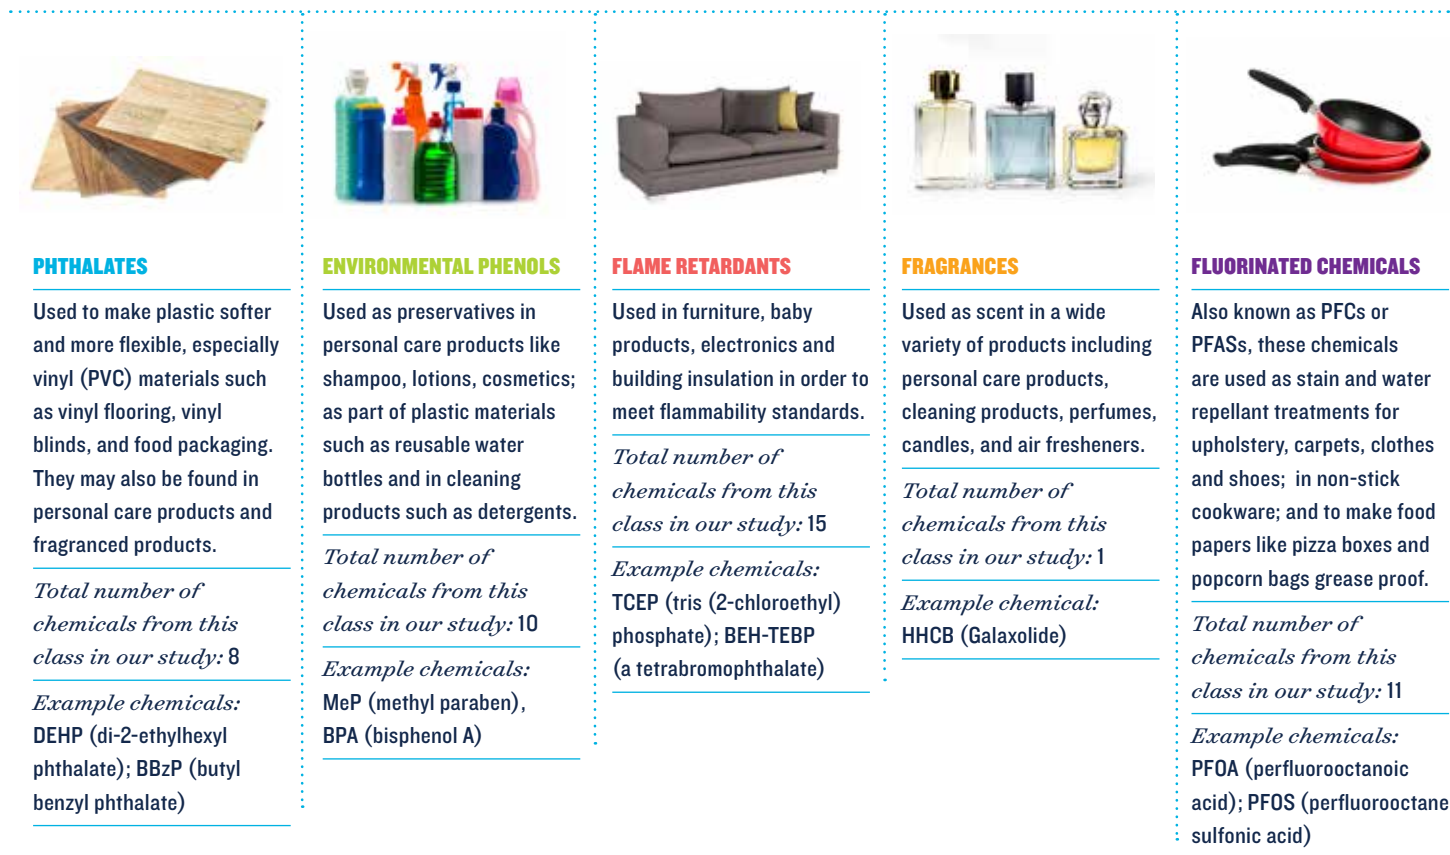 PHTHALATES
Used to make plastic softer
and more flexible, especially
vinyl (PVC) materials such
as vinyl flooring, vinyl
blinds, and food packaging.
They may also be found in
personal care products and
fragranced products.
Total number of
chemicals from this
class in our study: 8
Example chemicals:
DEHP (di-2-ethylhexyl
phthalate); BBzP (butyl
benzyl phthalate)
ENVIRONMENTAL PHENOLS
Used as preservatives in
personal care products like
shampoo, lotions, cosmetics;
as part of plastic materials
such as reusable water
bottles and in cleaning
products such as detergents.
Total number of
chemicals from this
class in our study: 10
Example chemicals:
MeP (methyl paraben),
BPA (bisphenol A)
FLAME RETARDANTS
Used in furniture, baby
products, electronics and
building insulation in order to
meet flammability standards.
Total number of
chemicals from this
class in our study: 15
Example chemicals:
TCEP (tris (2-chloroethyl)
phosphate); BEH-TEBP
(a tetrabromophthalate)
FRAGRANCES
Used as scent in a wide
variety of products including
personal care products,
cleaning products, perfumes,
candles, and air fresheners.
Total number of
chemicals from this
class in our study: 1
Example chemical:
HHCB (Galaxolide)
FLUORINATED CHEMICALS
Also known as PFCs or
PFASs, these chemicals
are used as stain and water
repellant treatments for
upholstery, carpets, clothes
and shoes; in non-stick
cookware; and to make food
papers like pizza boxes and
popcorn bags grease proof.
Total number of
chemicals from this
class in our study: 11
Example chemicals:
PFOA (perfluorooctanoic
acid); PFOS (perfluorooctane
sulfonic acid)